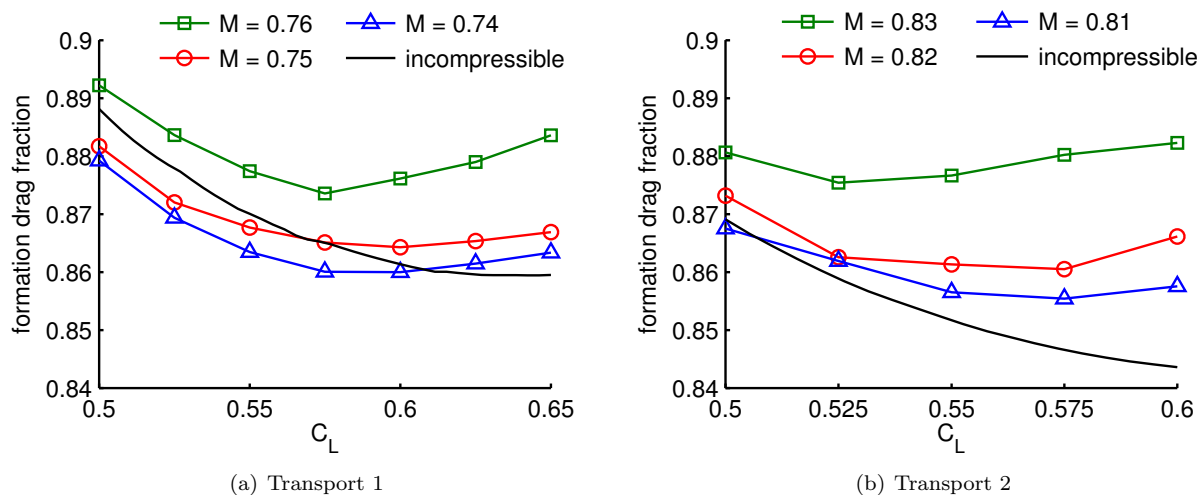 M = 0.76
M = 0.74
M = 0.75
incompressible
0.9
0.89
0.88
0.87
0.86
0.85
0.84
formation drag fraction
0.5
0.55
0.6
0.65
C_L
(a) Transport 1
M = 0.83
M = 0.81
M = 0.82
incompressible
0.9
0.89
0.88
0.87
0.86
0.85
0.84
formation drag fraction
0.5
0.525
0.55
0.575
0.6
C_L
(b) Transport 2